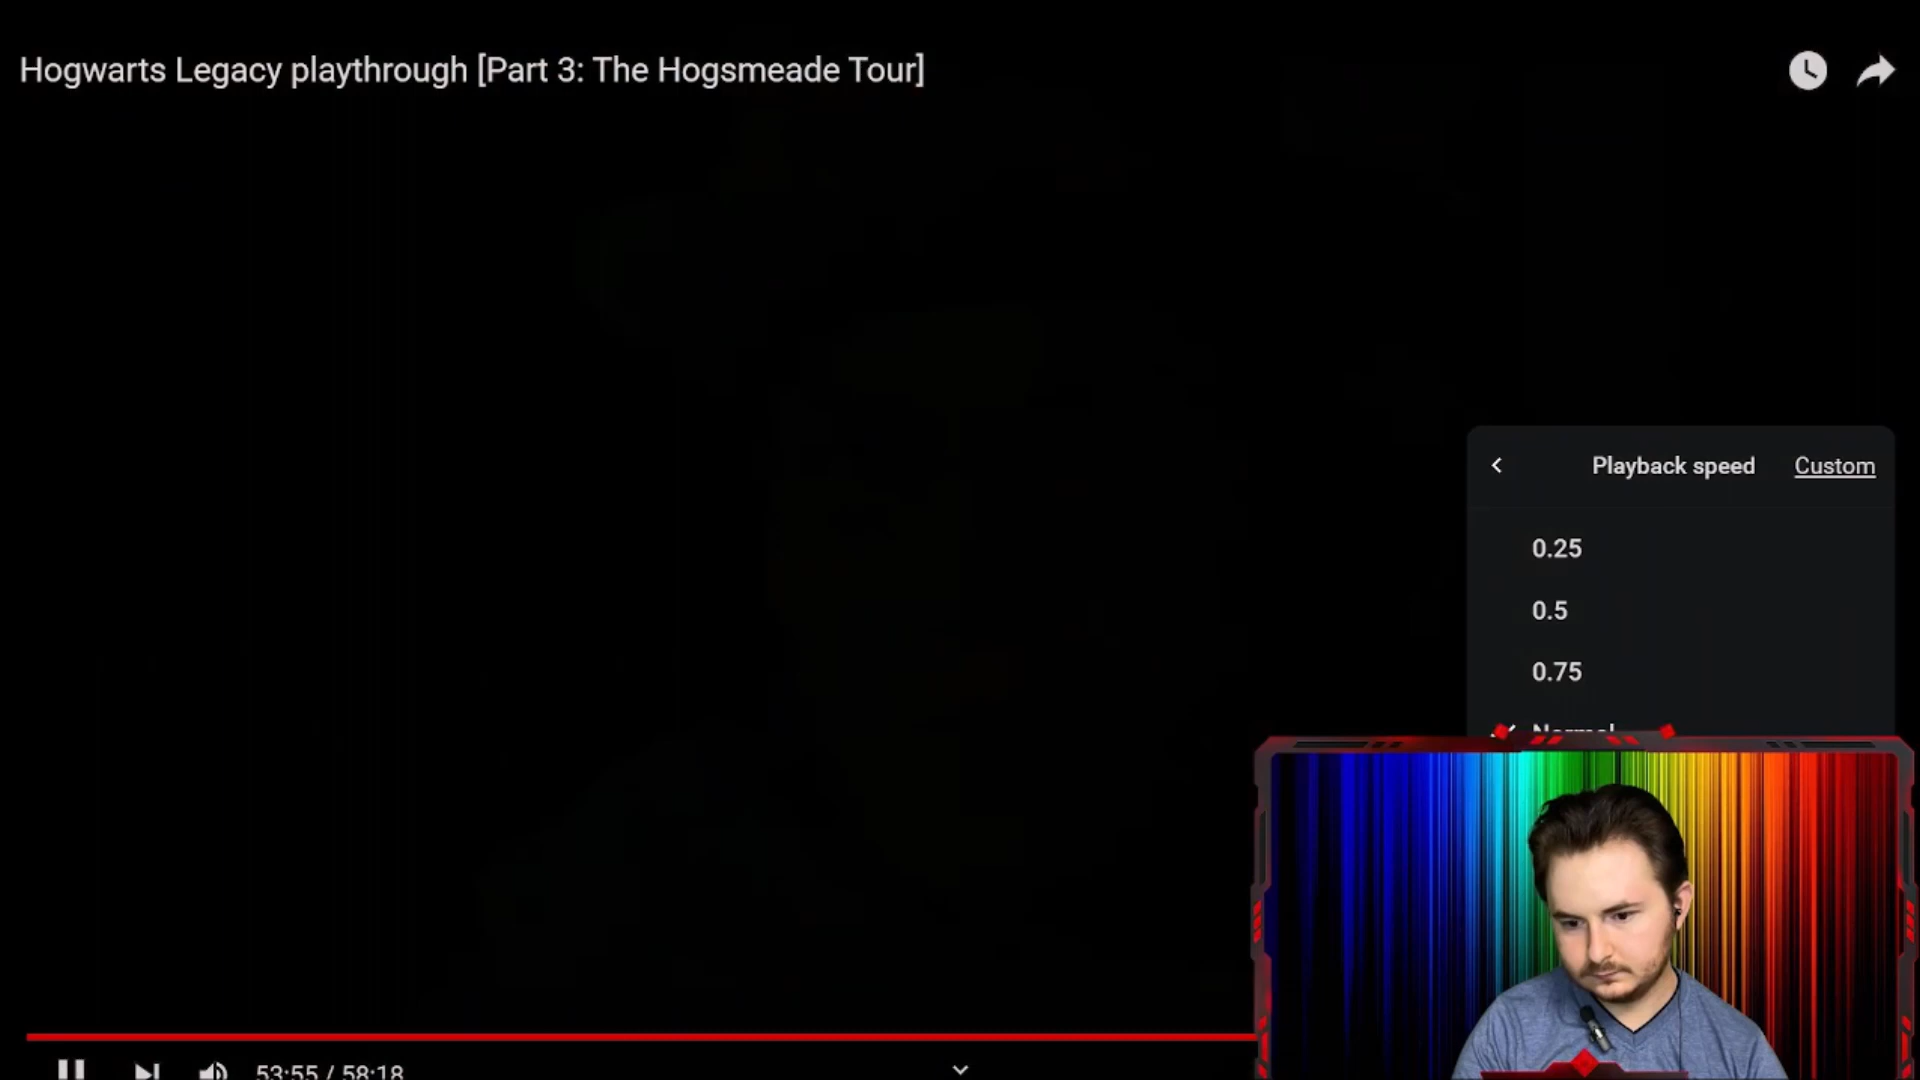 Hogwarts Legacy playthrough [Part 3: The Hogsmeade Tour]
Playback speed Custom
0.25
0.5
0.75
Normal
53:55 / 58:18